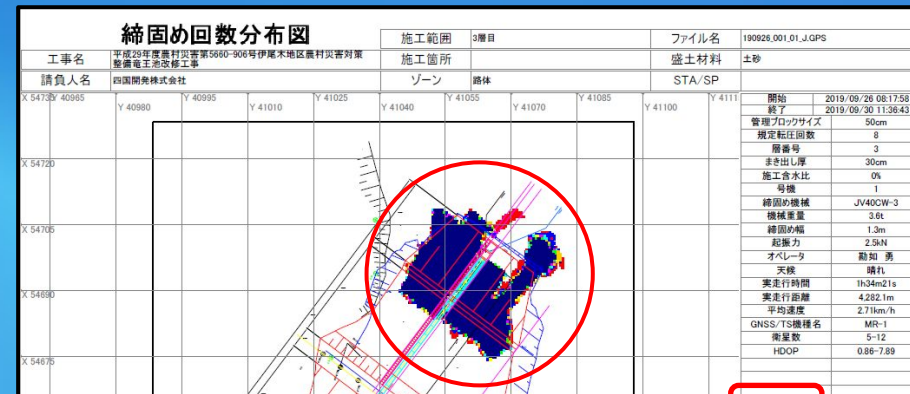 締固め回数分布図
施工範囲 3層目 ファイル名 190926_001_01_J.GPS
工事名 平成29年度農村災害第5660-906号伊尾木地区農村災害対策
整備竜王池改修工事
施工箇所 盛土材料 土砂
請負人名 四国開発株式会社 ゾーン 路体 STA/SP
Y 40965 Y 40980 Y 40995 Y 41010 Y 41025 Y 41040 Y 41055 Y 41070 Y 41085 Y 41100
X 54720
X 54705
X 54690
X 54675
開始 2019/09/26 08:17:58
終了 2019/09/30 11:36:43
管理ブロックサイズ 50cm
規定転圧回数 8
層番号 3
まき出し厚 30cm
施工含水比 0%
号機 1
締固め機械 JV40CW-3
機械重量 3.6t
締固め幅 1.3m
起振力 2.5kN
オペレータ 勘知 勇
天候 晴れ
実走行時間 1h34m21s
実走行距離 4,282.1m
平均速度 2.71km/h
GNSS/TS機種名 MR-1
衛星数 5-12
HDOP 0.86-7.89